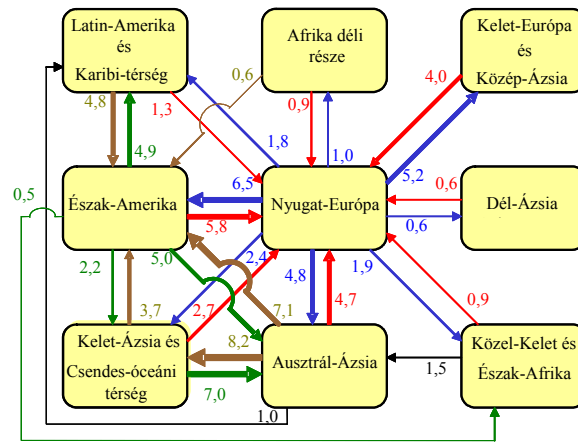 Latin-Amerika
és
Karibi-térség
Afrika déli
része
Kelet-Európa
és
Közép-Ázsia
0,6
4,0
4,8
4,9
1,3
1,8
0,9
1,0
5,2
0,5
Észak-Amerika
6,5
5,8
Nyugat-Európa
0,6
0,6
Dél-Ázsia
2,2
5,0
2,4
4,8
1,9
3,7
2,7
7,1
4,7
0,9
Kelet-Ázsia és
Csendes-óceáni
térség
8,2
7,0
Ausztrál-Ázsia
1,5
Közel-Kelet és
Észak-Afrika
1,0